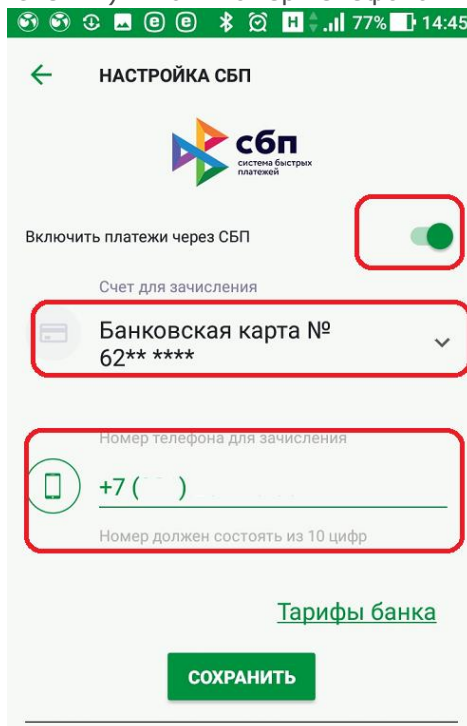 77% 14:45
НАСТРОЙКА СБП
сбп
система быстрых
платежей
Включить платежи через СБП
Счет для зачисления
Банковская карта №
62** ****
Номер телефона для зачисления
+7 ( )
Номер должен состоять из 10 цифр
Тарифы банка
СОХРАНИТЬ